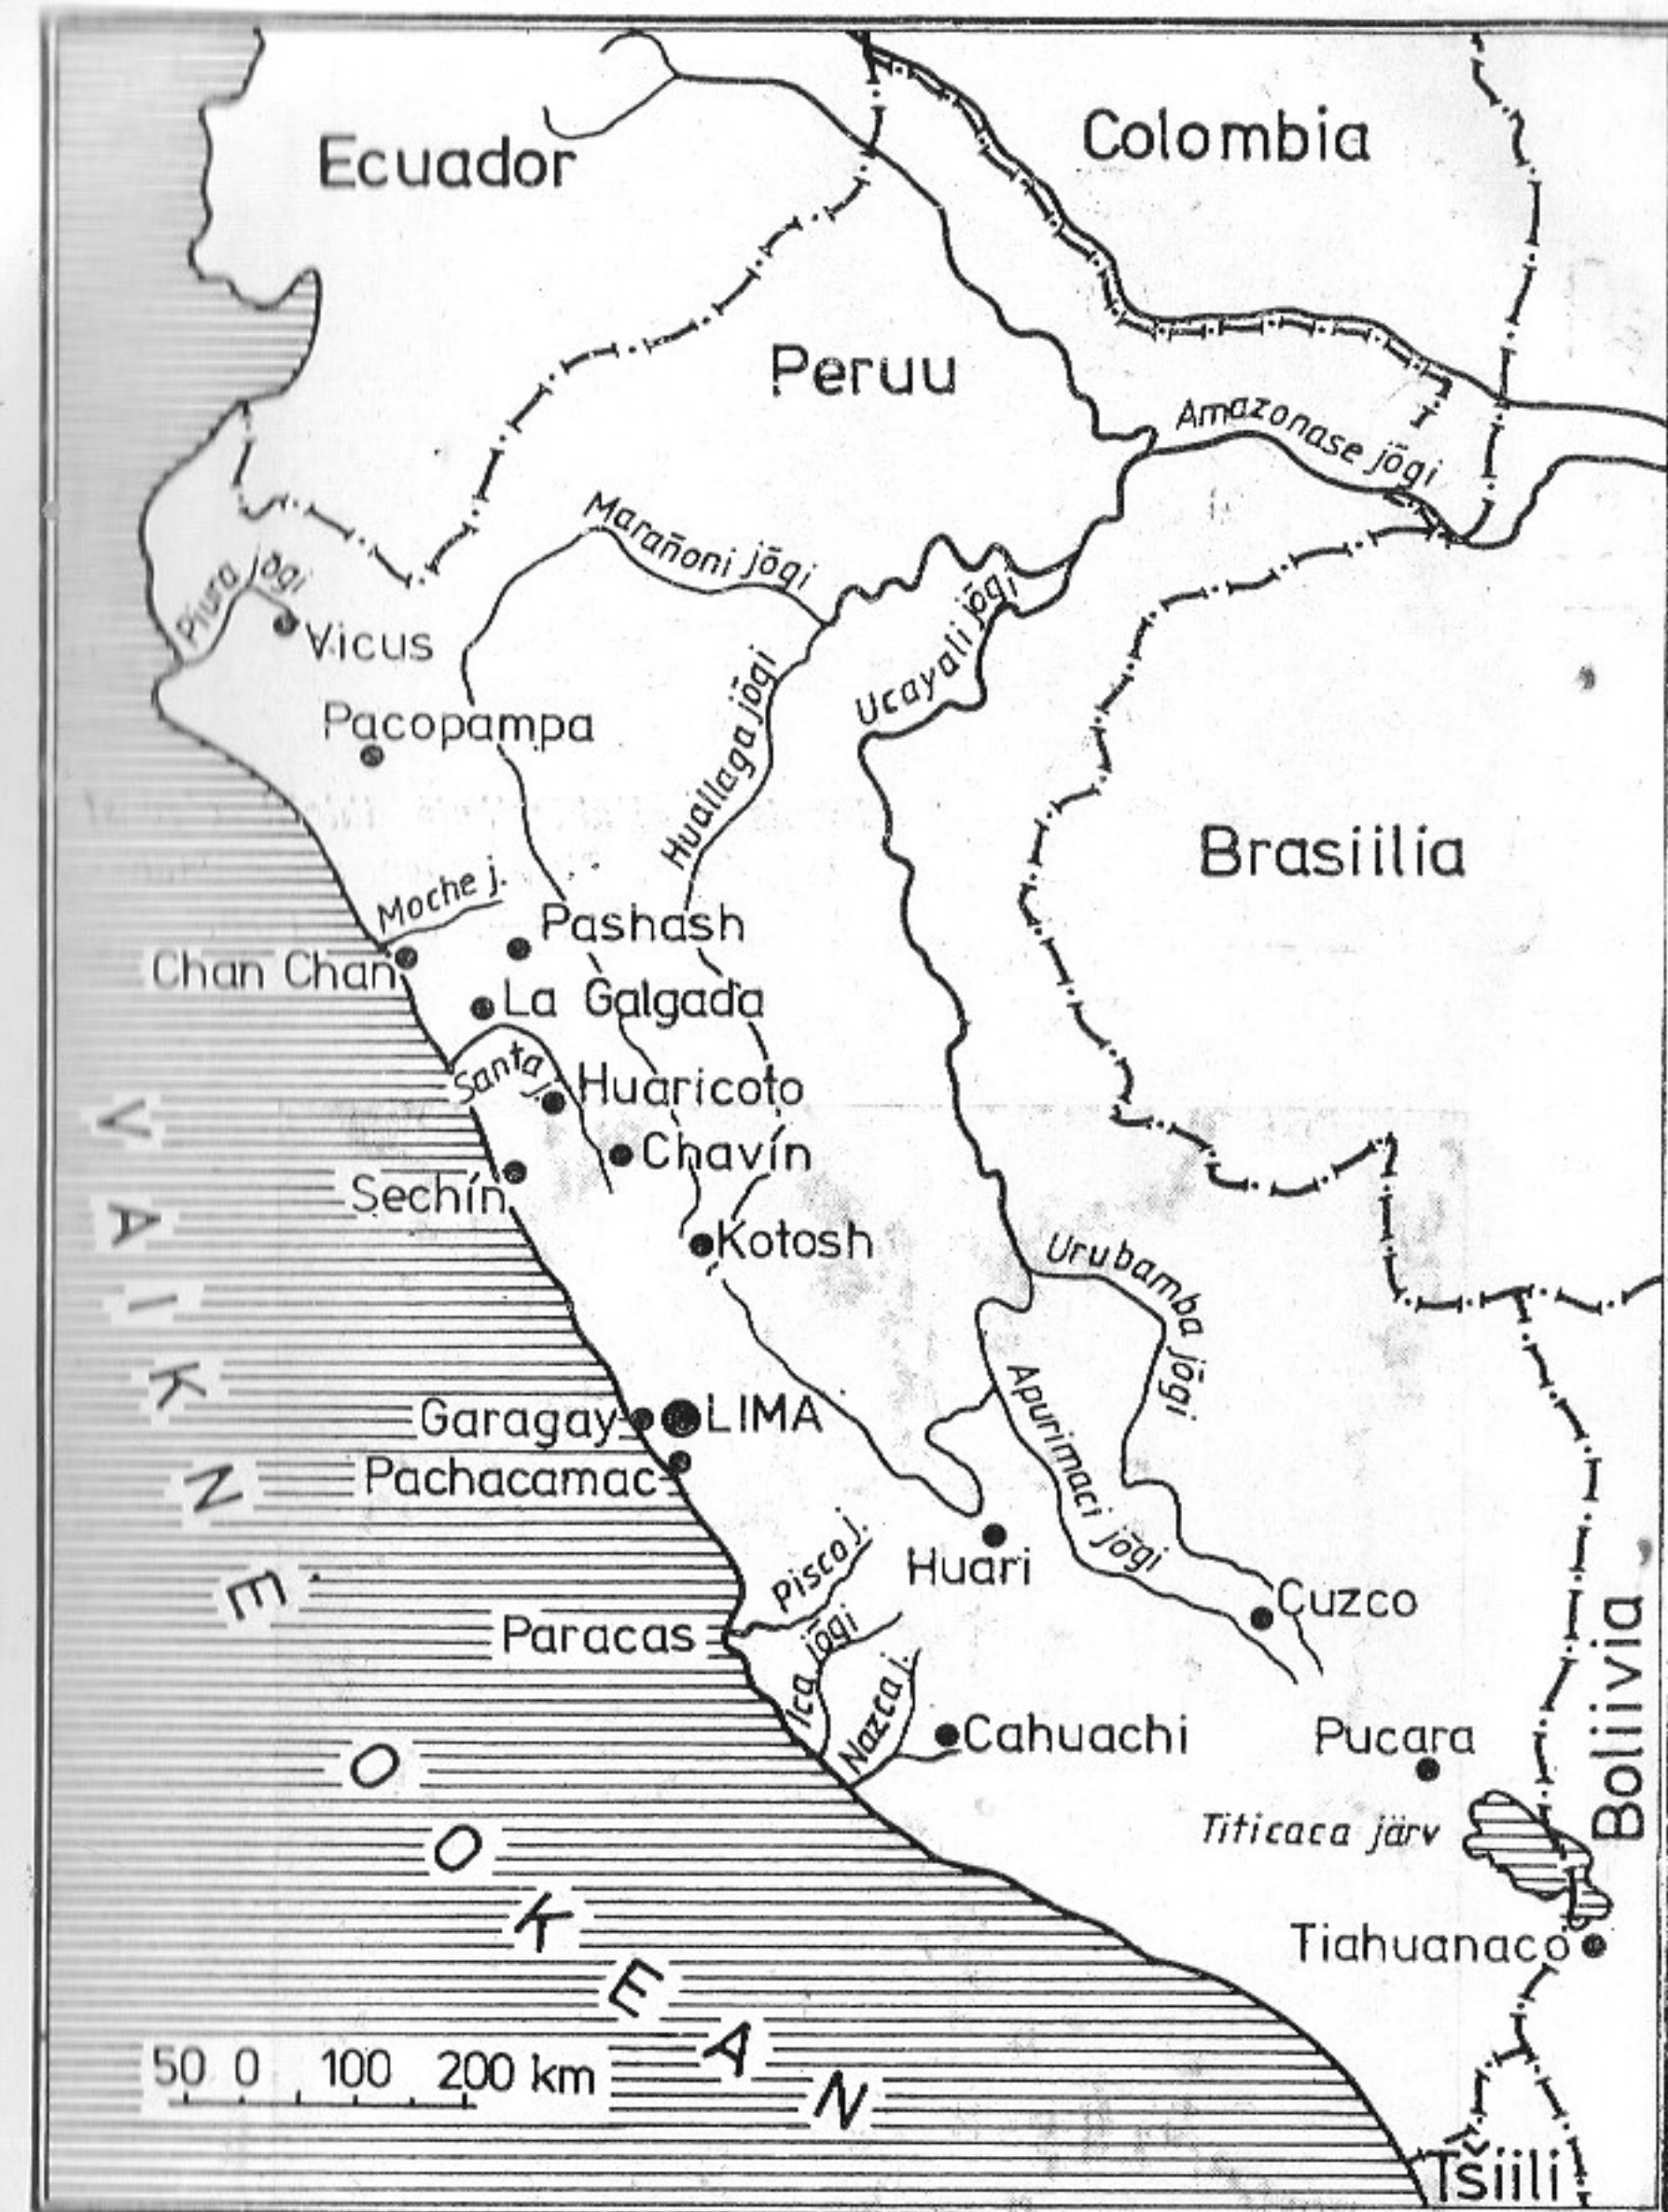 Ecuador
Colombia
Peruu
Amazonase jõgi
Marañoni jõgi
Piura jõgi
Vicus
Ucayali jõgi
Pacopampa
Huallaga jõgi
Brasiilia
Moche j.
Pashash
Chan Chan
La Galgada
Santa j.
Huaricoto
Chavín
Sechín
Kotosh
Urubamba jõgi
Apurimaci jõgi
Garagay
LIMA
Pachacamac
Pisco j.
Huari
Cuzco
Paracas
Ica jõgi
Nazca j.
Cahuachi
Pucara
Bolivia
Titicaca järv
Tiahuanaco
VAIKNE OOKEAN
50 0 100 200 km
Tšiili